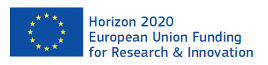 Horizon 2020
European Union Funding
for Research & Innovation